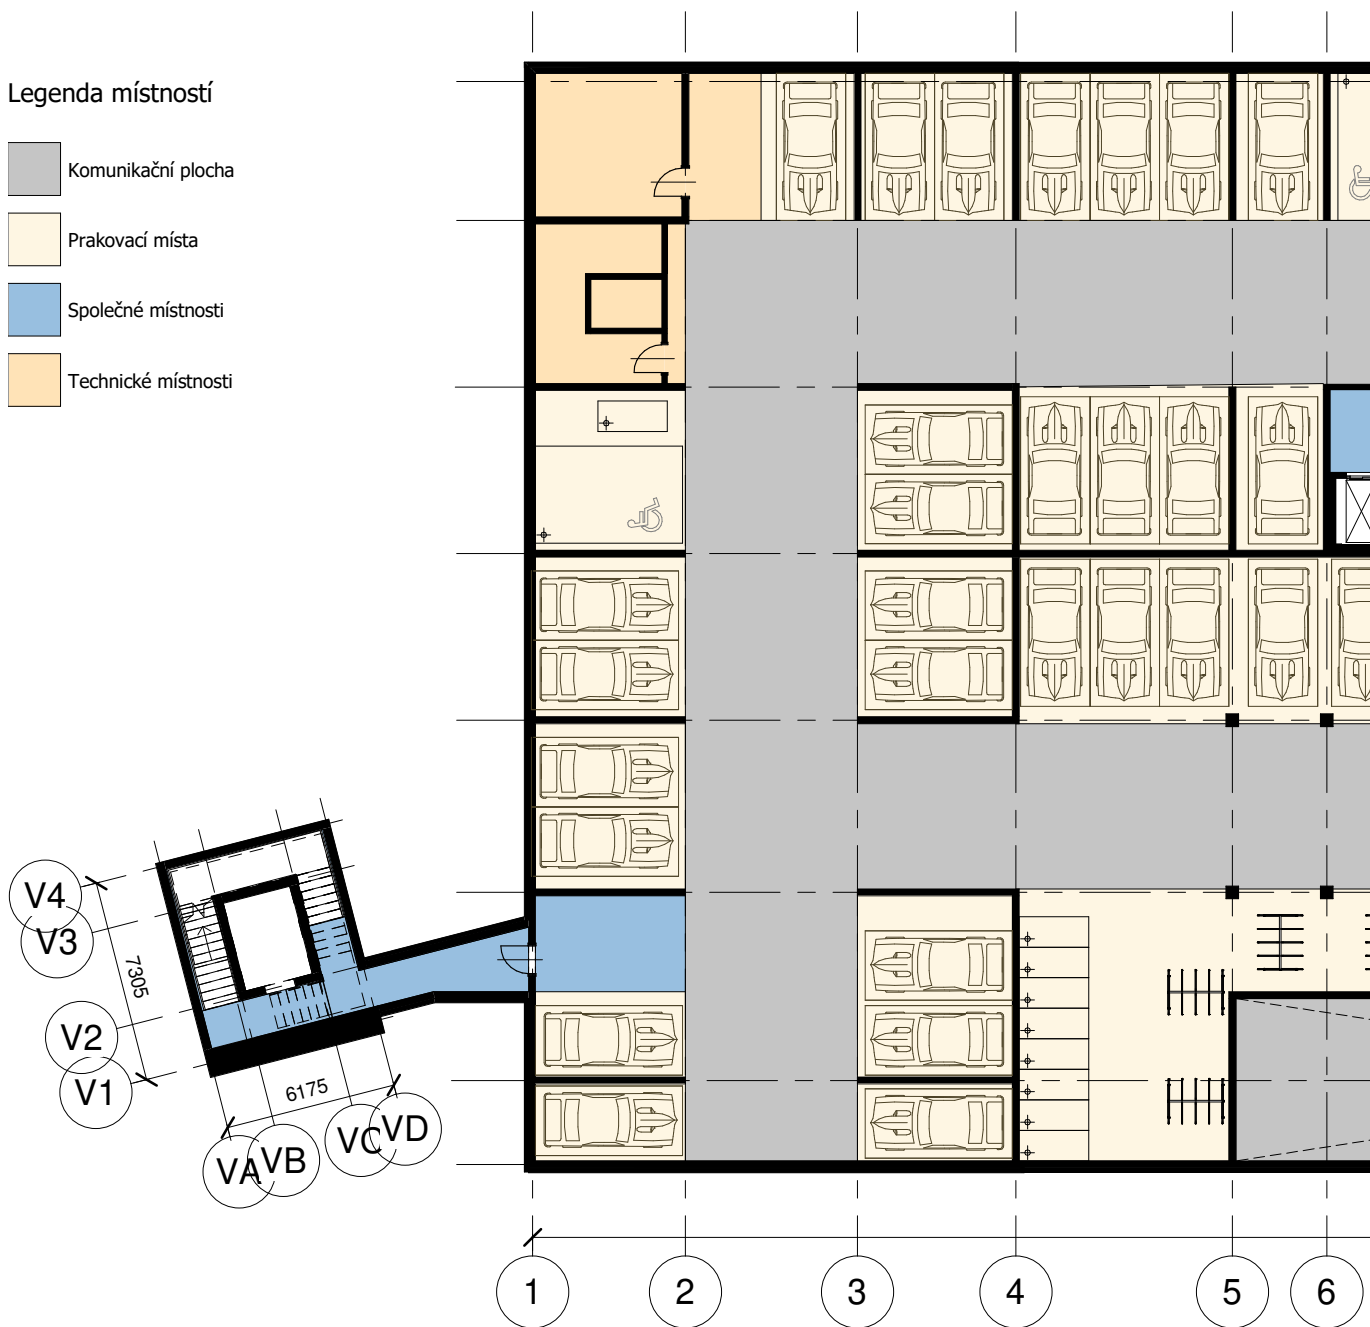 Legenda místností
Komunikační plocha
Prakovací místa
Společné místnosti
Technické místnosti
V4
V3
V2
V1
7305
6175
VA
VB
VC
VD
1
2
3
4
5
6